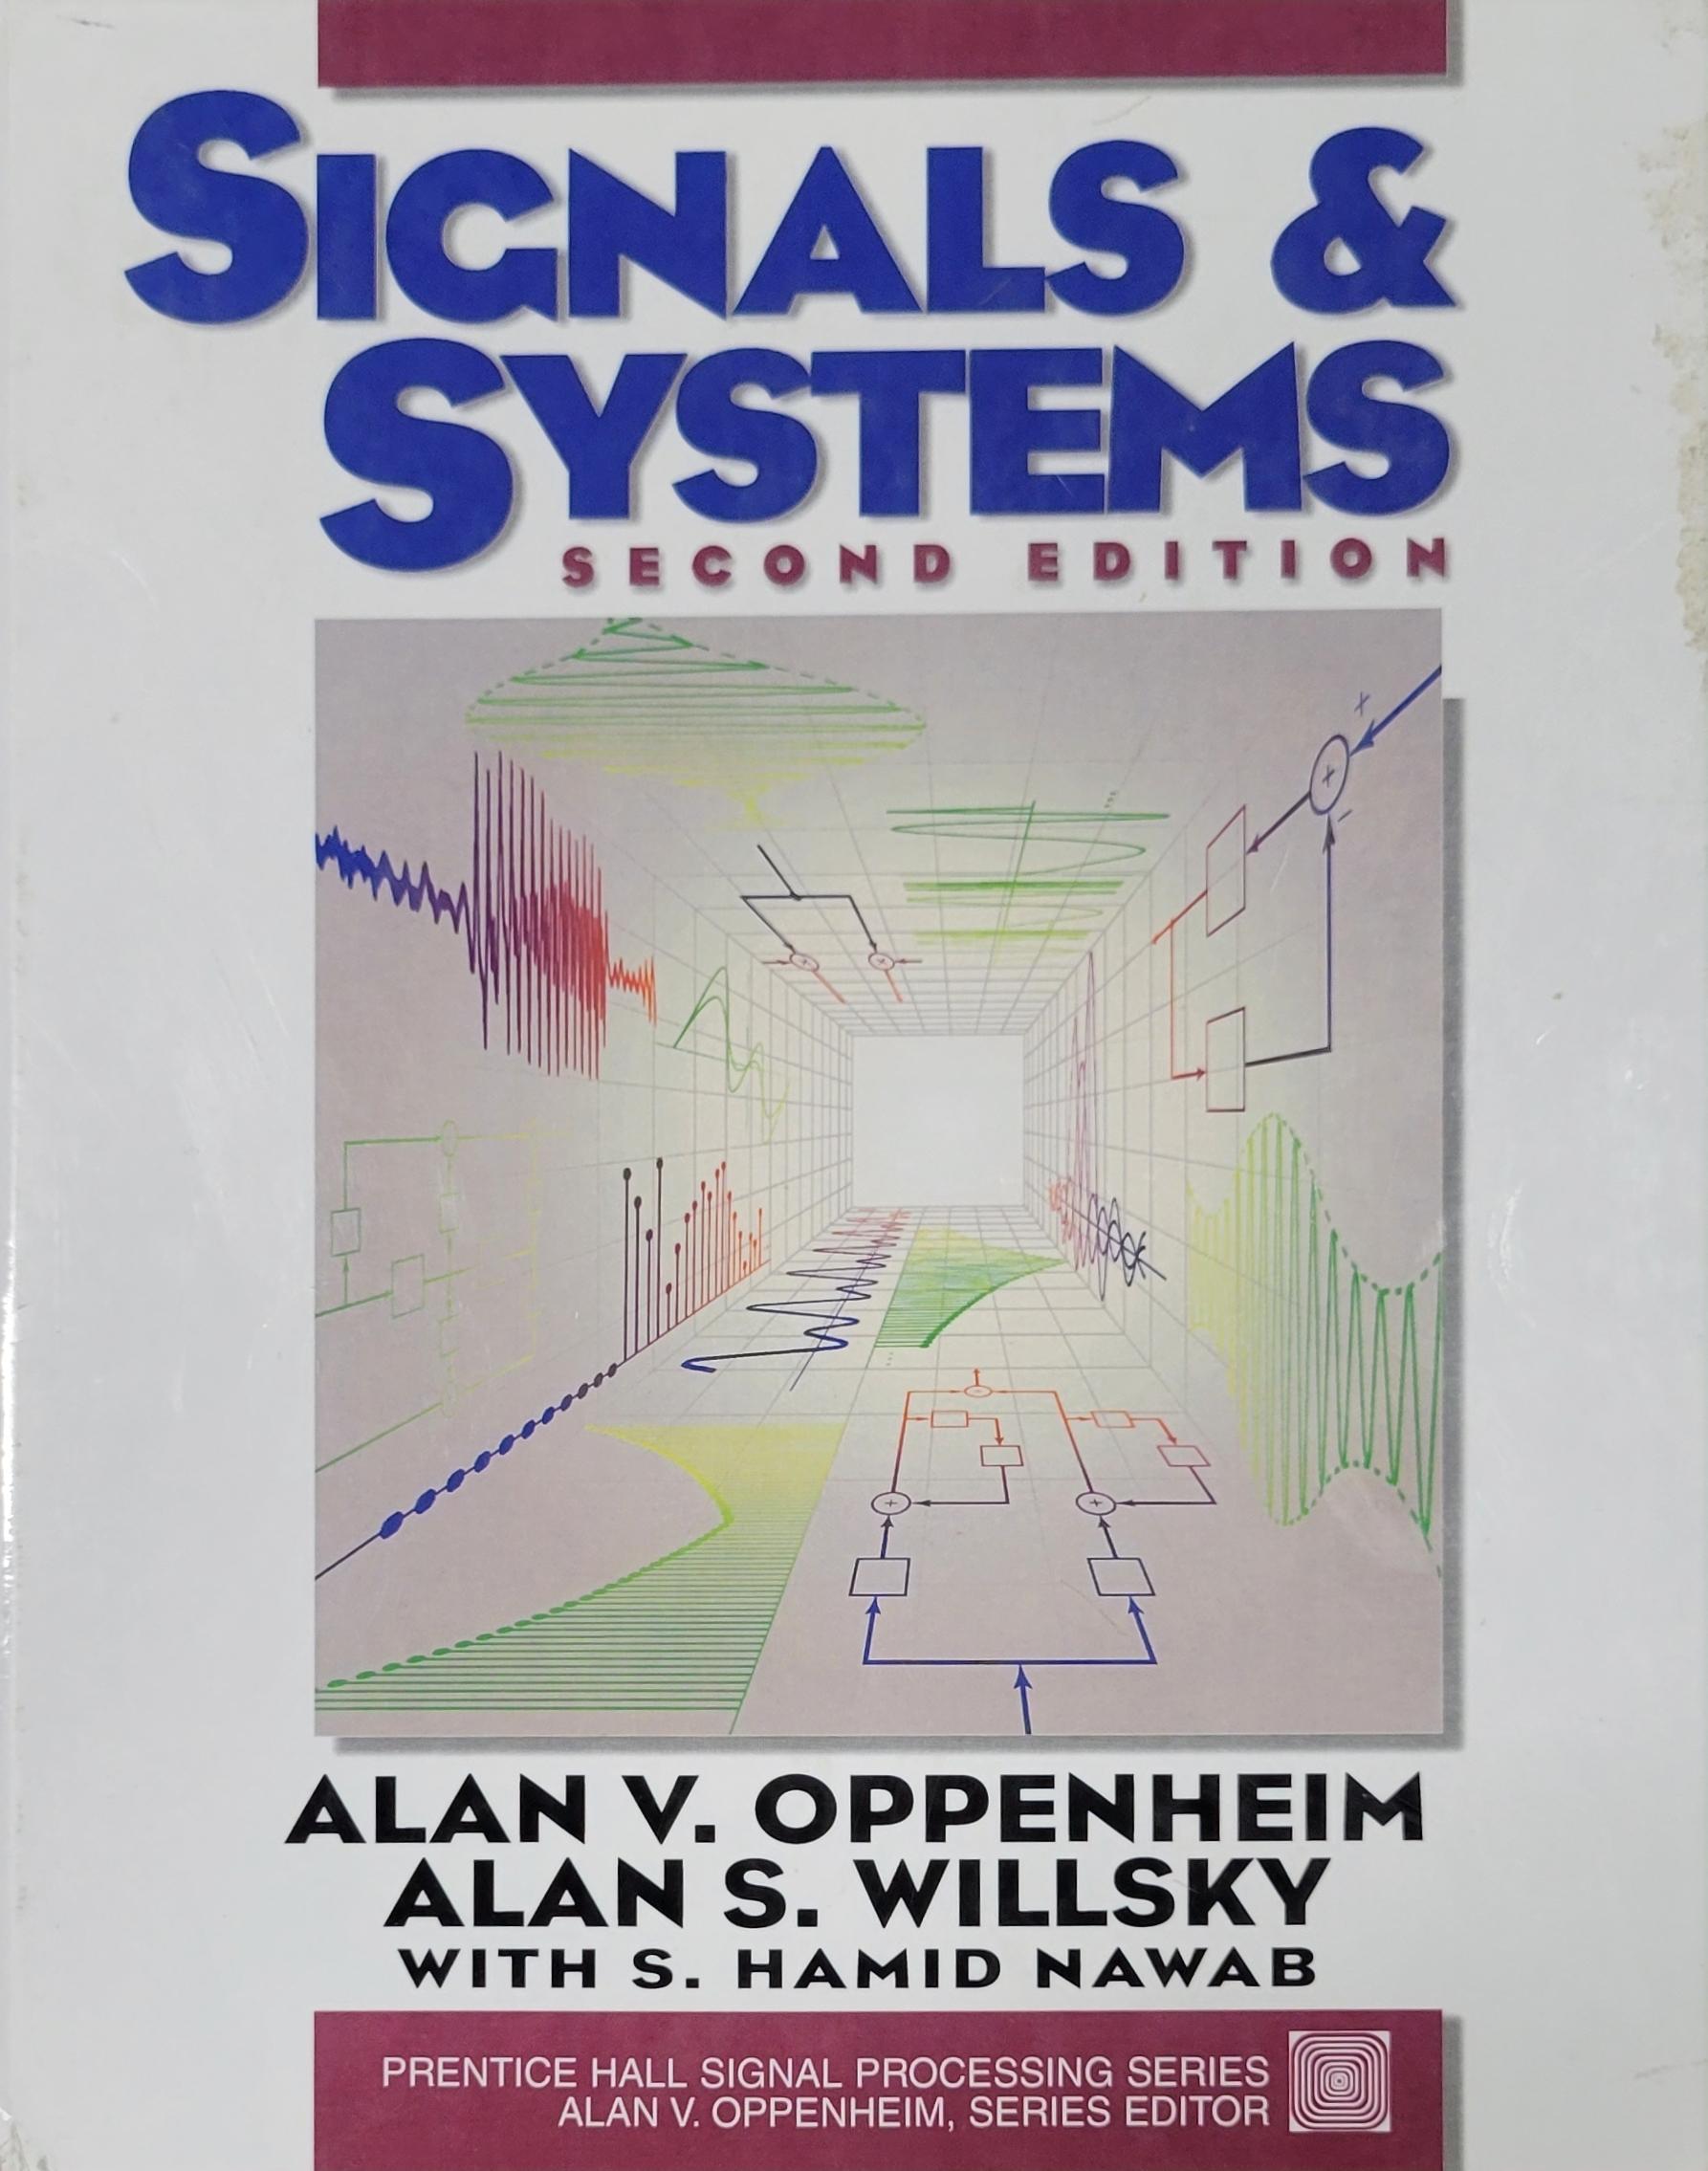 SIGNALS &
SYSTEMS
SECOND EDITION
+
+
−
+
+
ALAN V. OPPENHEIM
ALAN S. WILLSKY
WITH S. HAMID NAWAB
PRENTICE HALL SIGNAL PROCESSING SERIES
ALAN V. OPPENHEIM, SERIES EDITOR